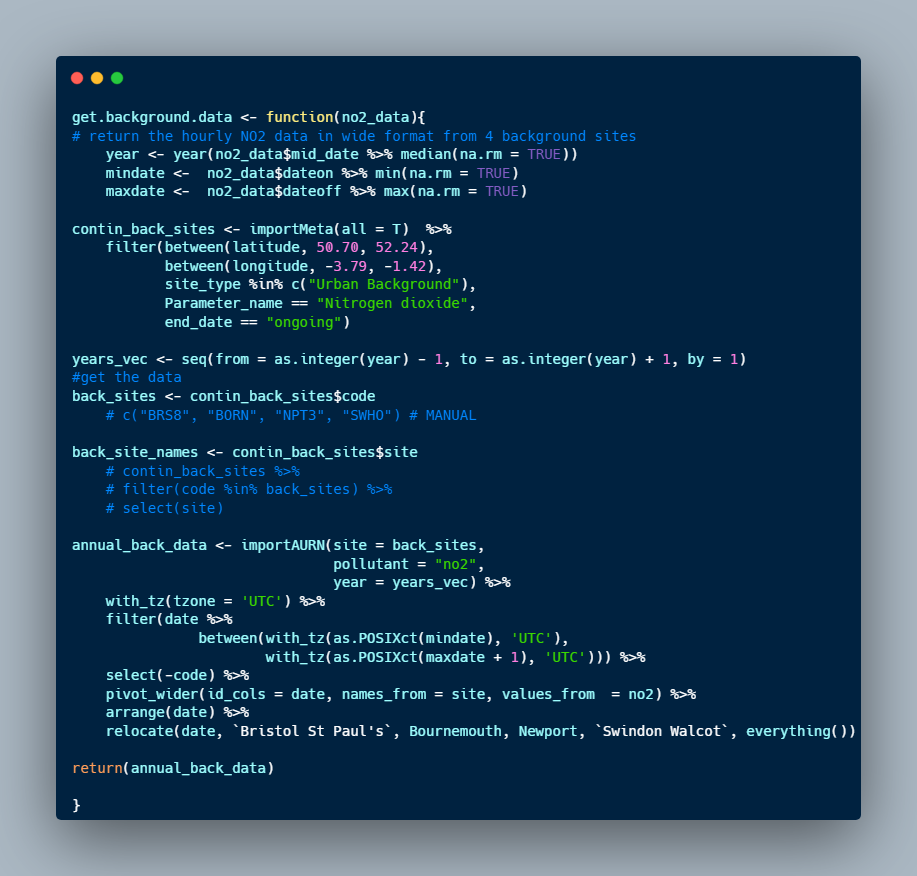 get.background.data <- function(no2_data){
# return the hourly NO2 data in wide format from 4 background sites
    year <- year(no2_data$mid_date %>% median(na.rm = TRUE))
    mindate <-  no2_data$dateon %>% min(na.rm = TRUE)
    maxdate <-  no2_data$dateoff %>% max(na.rm = TRUE)

contin_back_sites <- importMeta(all = T)  %>%
    filter(between(latitude, 50.70, 52.24),
           between(longitude, -3.79, -1.42),
           site_type %in% c("Urban Background"),
           Parameter_name == "Nitrogen dioxide",
           end_date == "ongoing")

years_vec <- seq(from = as.integer(year) - 1, to = as.integer(year) + 1, by = 1)
#get the data
back_sites <- contin_back_sites$code
    # c("BRS8", "BORN", "NPT3", "SWHO") # MANUAL

back_site_names <- contin_back_sites$site
    # contin_back_sites %>%
    # filter(code %in% back_sites) %>%
    # select(site)

annual_back_data <- importAURN(site = back_sites,
                               pollutant = "no2",
                               year = years_vec) %>%
    with_tz(tzone = 'UTC') %>%
    filter(date %>%
               between(with_tz(as.POSIXct(mindate), 'UTC'),
                       with_tz(as.POSIXct(maxdate + 1), 'UTC'))) %>%
    select(-code) %>%
    pivot_wider(id_cols = date, names_from = site, values_from  = no2) %>%
    arrange(date) %>%
    relocate(date, `Bristol St Paul's`, Bournemouth, Newport, `Swindon Walcot`, everything())

return(annual_back_data)

}